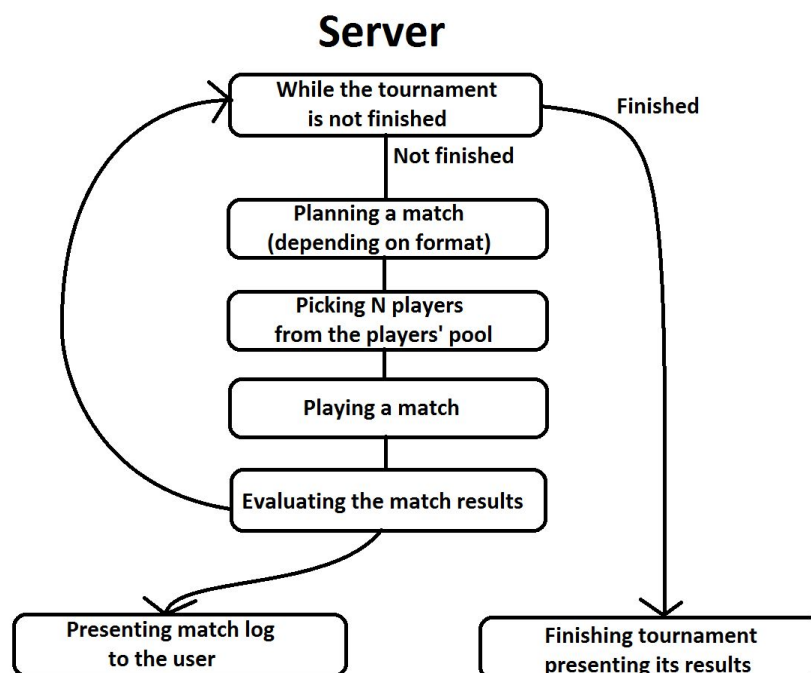 Server
While the tournament
is not finished
Finished
Not finished
Planning a match
(depending on format)
Picking N players
from the players' pool
Playing a match
Evaluating the match results
Presenting match log
to the user
Finishing tournament
presenting its results